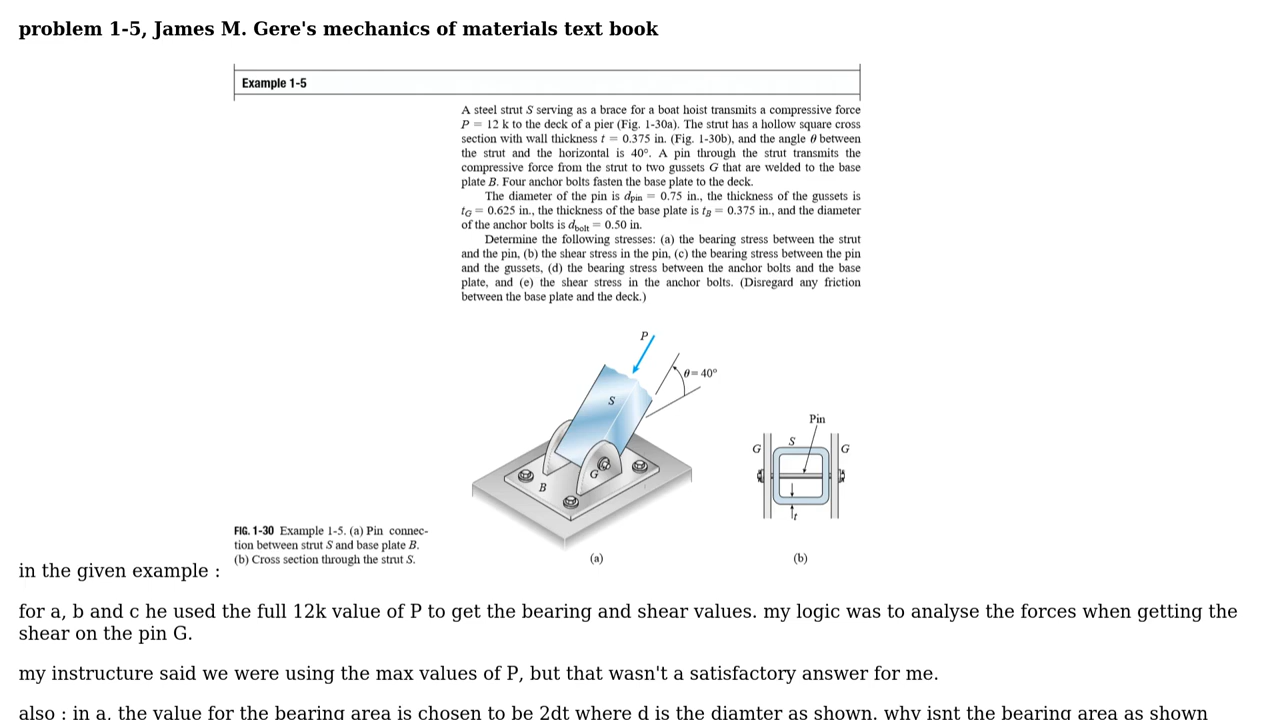 problem 1-5, James M. Gere's mechanics of materials text book
Example 1-5
A steel strut S serving as a brace for a boat hoist transmits a compressive force
P = 12 k to the deck of a pier (Fig. 1-30a). The strut has a hollow square cross
section with wall thickness t = 0.375 in. (Fig. 1-30b), and the angle θ between
the strut and the horizontal is 40°. A pin through the strut transmits the
compressive force from the strut to two gussets G that are welded to the base
plate B. Four anchor bolts fasten the base plate to the deck.
The diameter of the pin is dpin = 0.75 in., the thickness of the gussets is
tG = 0.625 in., the thickness of the base plate is tB = 0.375 in., and the diameter
of the anchor bolts is dbolt = 0.50 in.
Determine the following stresses: (a) the bearing stress between the strut
and the pin, (b) the shear stress in the pin, (c) the bearing stress between the pin
and the gussets, (d) the bearing stress between the anchor bolts and the base
plate, and (e) the shear stress in the anchor bolts. (Disregard any friction
between the base plate and the deck.)
P
θ = 40°
S
Pin
G
S
G
G
B
t
FIG. 1-30 Example 1-5. (a) Pin connec-
tion between strut S and base plate B.
(b) Cross section through the strut S.
(a)
(b)
in the given example :
for a, b and c he used the full 12k value of P to get the bearing and shear values. my logic was to analyse the forces when getting the
shear on the pin G.
my instructure said we were using the max values of P, but that wasn't a satisfactory answer for me.
also : in a, the value for the bearing area is chosen to be 2dt where d is the diamter as shown. why isnt the bearing area as shown